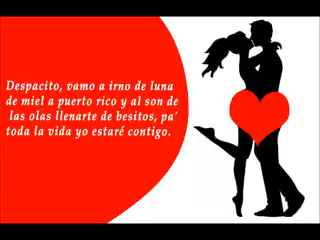 Despacito, vamo a irno de luna
de miel a puerto rico y al son de
las olas llenarte de besitos, pa'
toda la vida yo estaré contigo.